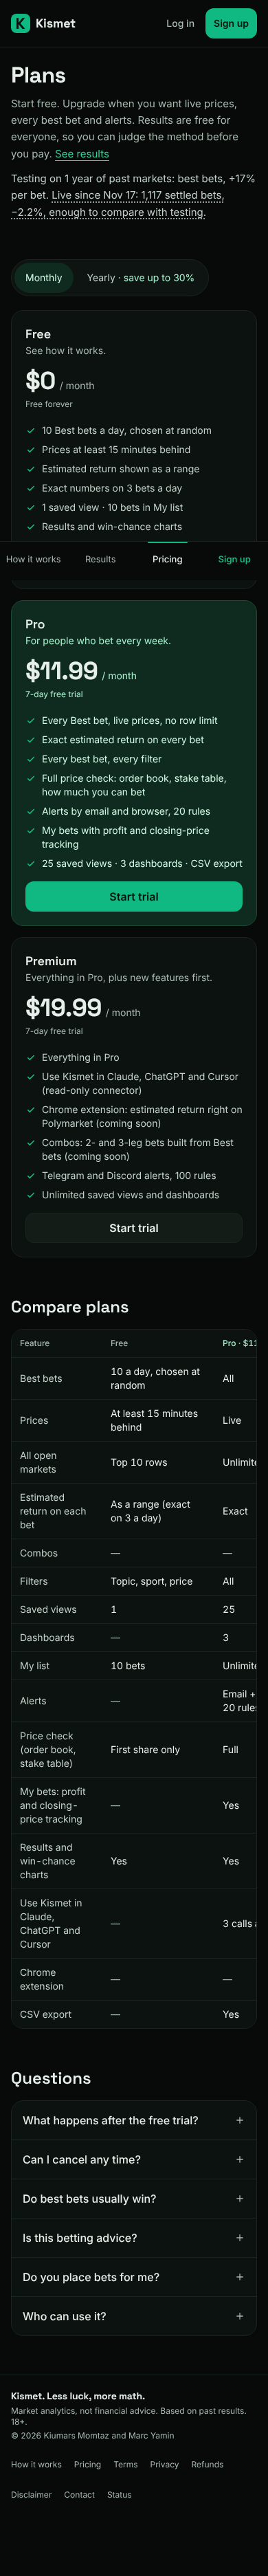 K Kismet
Log in
Sign up
Plans
Start free. Upgrade when you want live prices,
every best bet and alerts. Results are free for
everyone, so you can judge the method before
you pay. See results
Testing on 1 year of past markets: best bets, +17%
per bet. Live since Nov 17: 1,117 settled bets,
−2.2%, enough to compare with testing.
Monthly
Yearly · save up to 30%
Free
See how it works.
$0 / month
Free forever
10 Best bets a day, chosen at random
Prices at least 15 minutes behind
Estimated return shown as a range
Exact numbers on 3 bets a day
1 saved view · 10 bets in My list
Results and win-chance charts
How it works
Results
Pricing
Sign up
Pro
For people who bet every week.
$11.99 / month
7-day free trial
Every Best bet, live prices, no row limit
Exact estimated return on every bet
Every best bet, every filter
Full price check: order book, stake table,
how much you can bet
Alerts by email and browser, 20 rules
My bets with profit and closing-price
tracking
25 saved views · 3 dashboards · CSV export
Start trial
Premium
Everything in Pro, plus new features first.
$19.99 / month
7-day free trial
Everything in Pro
Use Kismet in Claude, ChatGPT and Cursor
(read-only connector)
Chrome extension: estimated return right on
Polymarket (coming soon)
Combos: 2- and 3-leg bets built from Best
bets (coming soon)
Telegram and Discord alerts, 100 rules
Unlimited saved views and dashboards
Start trial
Compare plans
Feature
Free
Pro · $11
Best bets
10 a day, chosen at
random
All
Prices
At least 15 minutes
behind
Live
All open
markets
Top 10 rows
Unlimite
Estimated
return on each
bet
As a range (exact
on 3 a day)
Exact
Combos
—
—
Filters
Topic, sport, price
All
Saved views
1
25
Dashboards
—
3
My list
10 bets
Unlimite
Alerts
—
Email +
20 rules
Price check
(order book,
stake table)
First share only
Full
My bets: profit
and closing-
price tracking
—
Yes
Results and
win-chance
charts
Yes
Yes
Use Kismet in
Claude,
ChatGPT and
Cursor
—
3 calls a
Chrome
extension
—
—
CSV export
—
Yes
Questions
What happens after the free trial?
Can I cancel any time?
Do best bets usually win?
Is this betting advice?
Do you place bets for me?
Who can use it?
Kismet. Less luck, more math.
Market analytics, not financial advice. Based on past results.
18+.
© 2026 Kiumars Momtaz and Marc Yamin
How it works
Pricing
Terms
Privacy
Refunds
Disclaimer
Contact
Status